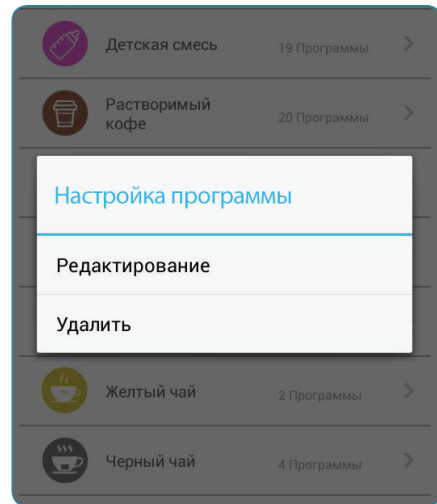 Детская смесь 19 Программы
Растворимый
кофе
20 Программы
Настройка программы
Редактирование
Удалить
Желтый чай 2 Программы
Черный чай 4 Программы